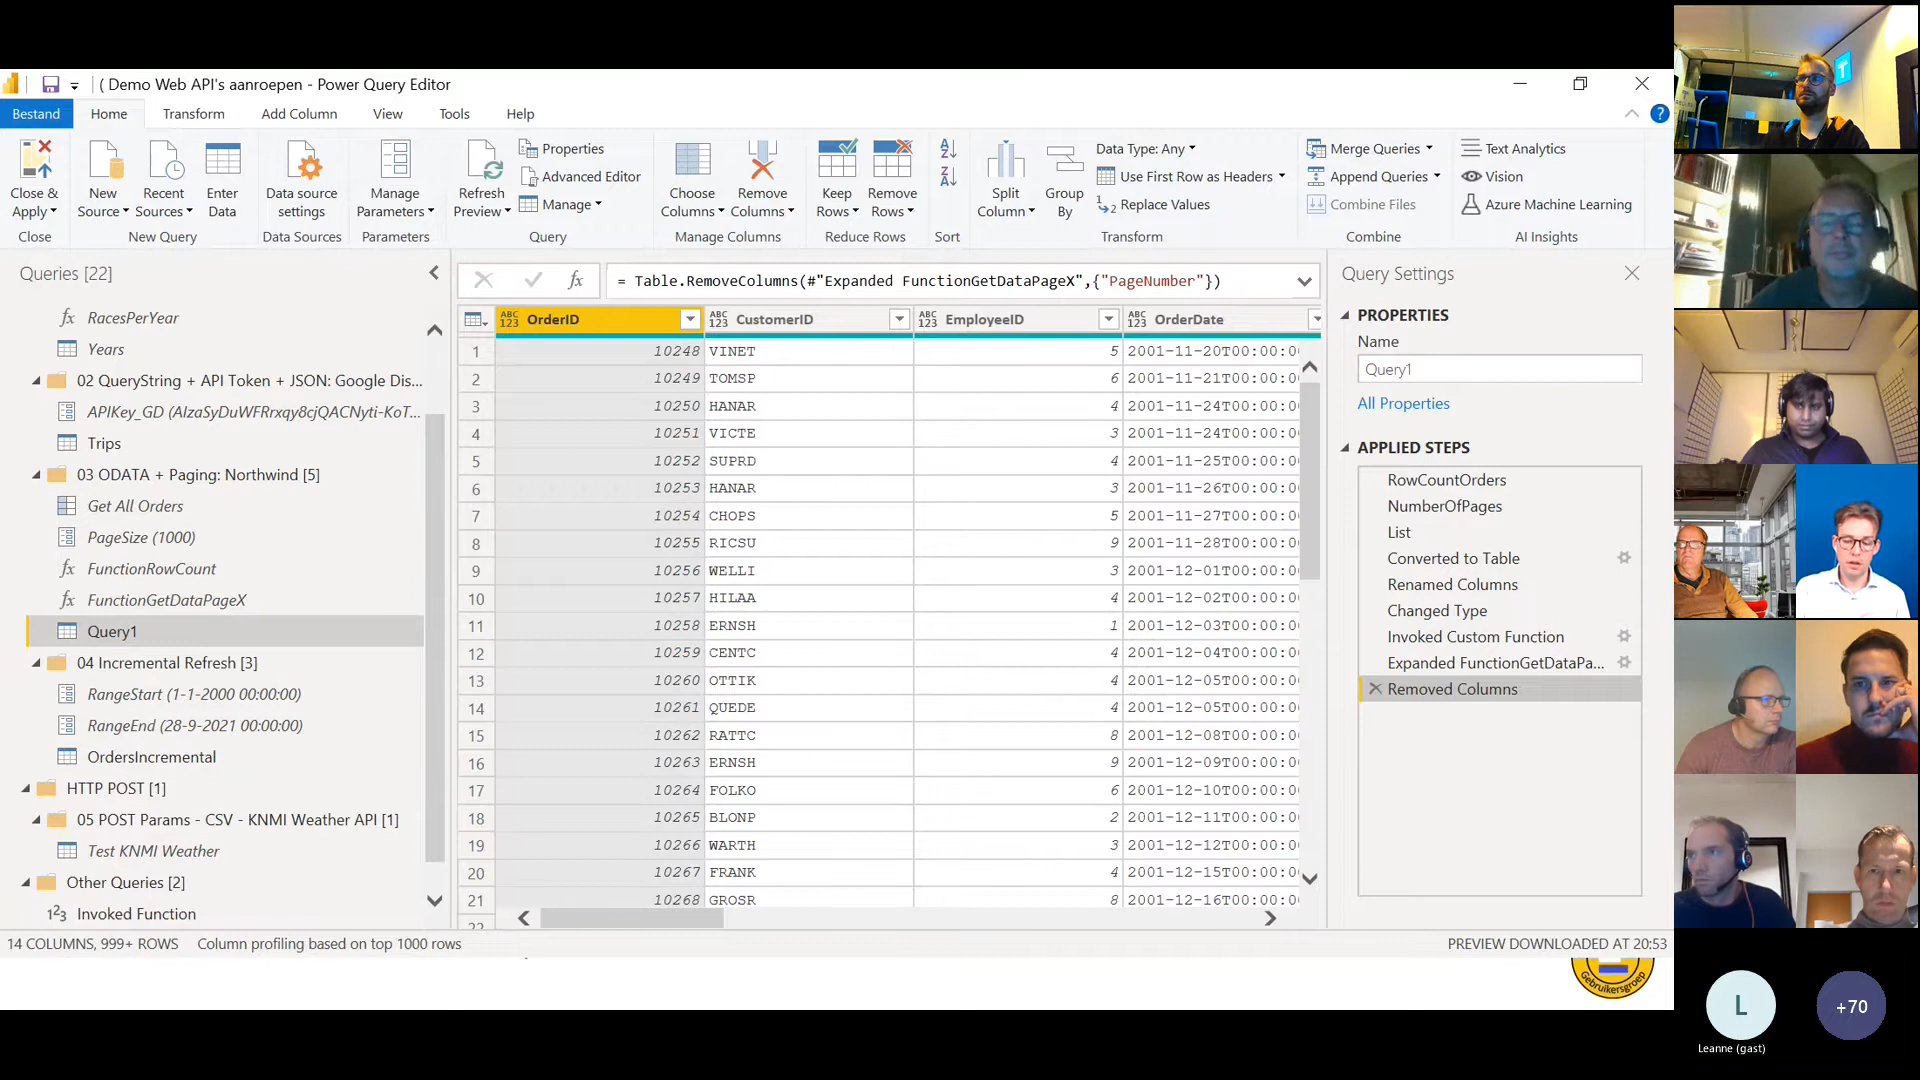 ( Demo Web API's aanroepen - Power Query Editor
Bestand Home Transform Add Column View Tools Help
Close & Apply
Close
New Source
Recent Sources
Enter Data
New Query
Data source settings
Data Sources
Manage Parameters
Parameters
Refresh Preview
Properties
Advanced Editor
Manage
Query
Choose Columns
Remove Columns
Manage Columns
Keep Rows
Remove Rows
Reduce Rows
Sort
Split Column
Group By
Data Type: Any
Use First Row as Headers
Replace Values
Transform
Merge Queries
Append Queries
Combine Files
Combine
Text Analytics
Vision
Azure Machine Learning
AI Insights
Queries [22]
RacesPerYear
Years
02 QueryString + API Token + JSON: Google Dis...
Trips
03 ODATA + Paging: Northwind [5]
Get All Orders
PageSize (1000)
FunctionRowCount
FunctionGetDataPageX
Query1
04 Incremental Refresh [3]
RangeStart (1-1-2000 00:00:00)
RangeEnd (28-9-2021 00:00:00)
OrdersIncremental
HTTP POST [1]
05 POST Params - CSV - KNMI Weather API [1]
Test KNMI Weather
Other Queries [2]
123 Invoked Function
fx = Table.RemoveColumns(#"Expanded FunctionGetDataPageX",{"PageNumber"})
ABC 123 OrderID ABC 123 CustomerID ABC 123 EmployeeID ABC 123 OrderDate
1 10248 VINET 5 2001-11-20T00:00:0
2 10249 TOMSP 6 2001-11-21T00:00:0
3 10250 HANAR 4 2001-11-24T00:00:0
4 10251 VICTE 3 2001-11-24T00:00:0
5 10252 SUPRD 4 2001-11-25T00:00:0
6 10253 HANAR 3 2001-11-26T00:00:0
7 10254 CHOPS 5 2001-11-27T00:00:0
8 10255 RICSU 9 2001-11-28T00:00:0
9 10256 WELLI 3 2001-12-01T00:00:0
10 10257 HILAA 4 2001-12-02T00:00:0
11 10258 ERNSH 1 2001-12-03T00:00:0
12 10259 CENTC 4 2001-12-04T00:00:0
13 10260 OTTIK 4 2001-12-05T00:00:0
14 10261 QUEDE 4 2001-12-05T00:00:0
15 10262 RATTC 8 2001-12-08T00:00:0
16 10263 ERNSH 9 2001-12-09T00:00:0
17 10264 FOLKO 6 2001-12-10T00:00:0
18 10265 BLONP 2 2001-12-11T00:00:0
19 10266 WARTH 3 2001-12-12T00:00:0
20 10267 FRANK 4 2001-12-15T00:00:0
21 10268 GROSR 8 2001-12-16T00:00:0
Query Settings
PROPERTIES
Name
Query1
All Properties
APPLIED STEPS
RowCountOrders
NumberOfPages
List
Converted to Table
Renamed Columns
Changed Type
Invoked Custom Function
Expanded FunctionGetDataPa...
Removed Columns
14 COLUMNS, 999+ ROWS Column profiling based on top 1000 rows
PREVIEW DOWNLOADED AT 20:53
Gebruikersgroep
L
Leanne (gast)
+70